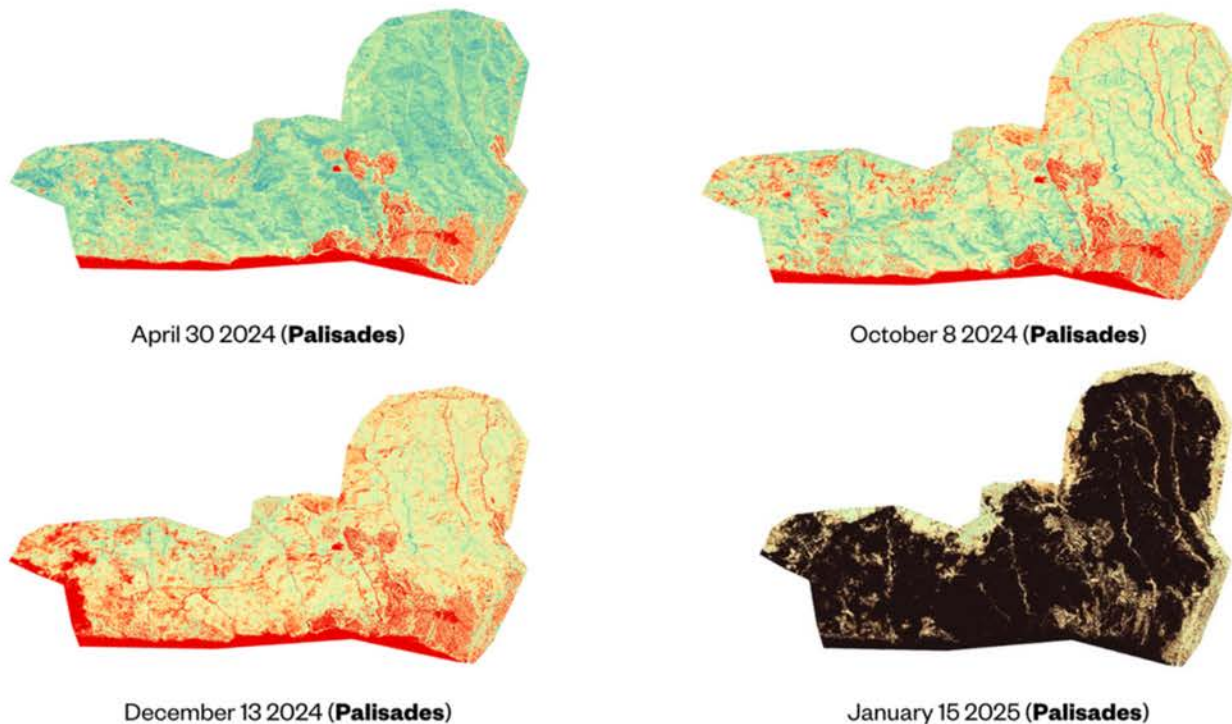 April 30 2024 (Palisades)
October 8 2024 (Palisades)
December 13 2024 (Palisades)
January 15 2025 (Palisades)